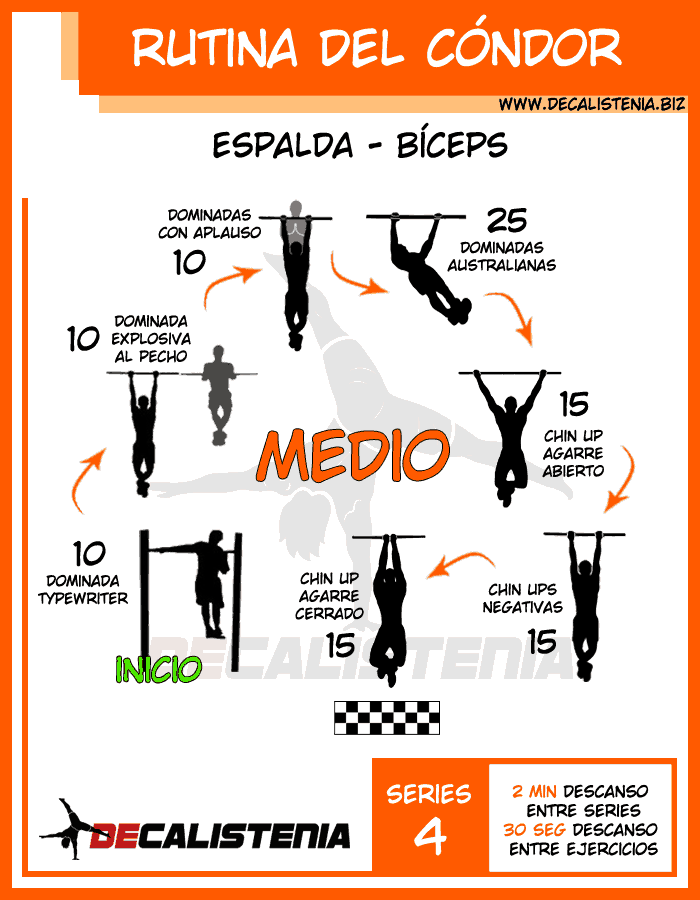 RUTINA DEL CÓNDOR
WWW.DECALISTENIA.BIZ
ESPALDA - BÍCEPS
INICIO
10
DOMINADA
TYPEWRITER
10
DOMINADA
EXPLOSIVA
AL PECHO
DOMINADAS
CON APLAUSO
10
25
DOMINADAS
AUSTRALIANAS
15
CHIN UP
AGARRE
ABIERTO
CHIN UPS
NEGATIVAS
15
CHIN UP
AGARRE
CERRADO
15
MEDIO
DECALISTENIA
DECALISTENIA
SERIES
4
2 MIN DESCANSO
ENTRE SERIES
30 SEG DESCANSO
ENTRE EJERCICIOS